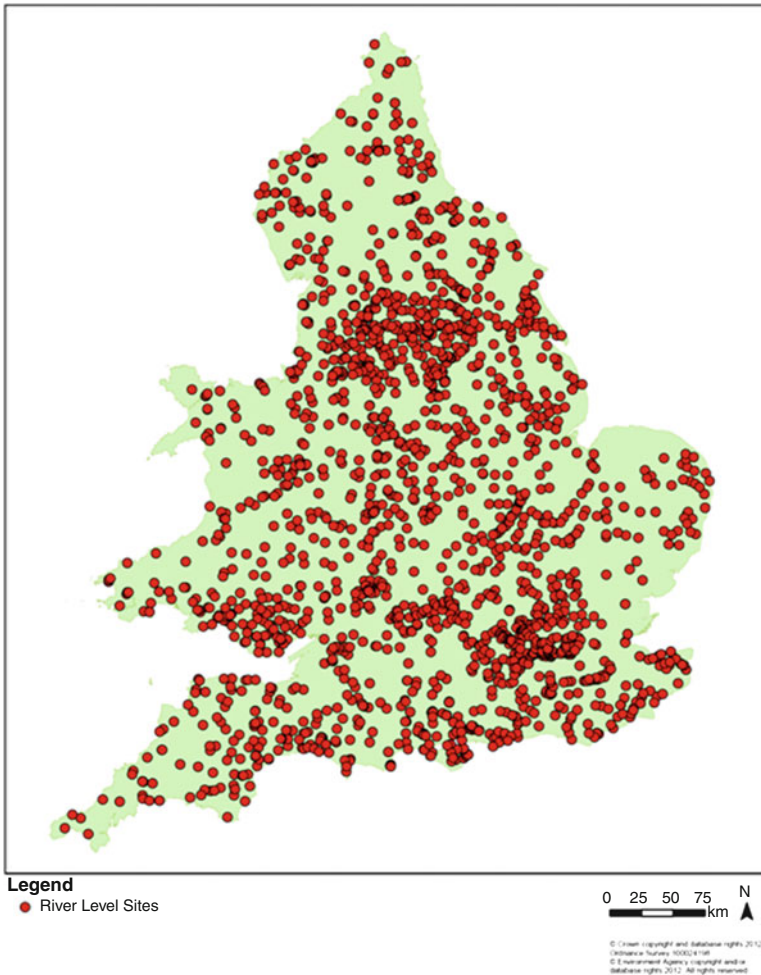 Legend
River Level Sites
0 25 50 75
km
N
© Crown copyright and database rights 2012
Ordnance Survey
© Environment Agency copyright and/or
database rights 2012. All rights reserved